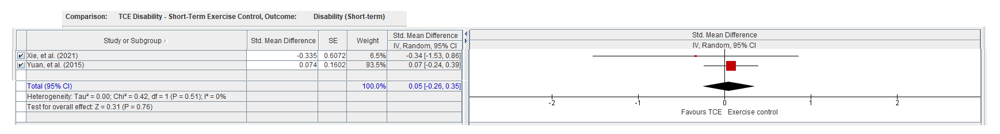 Comparison: TCE Disability - Short-Term Exercise Control, Outcome: Disability (Short-term)
Std. Mean Difference Std. Mean Difference
Study or Subgroup Std. Mean Difference SE Weight IV, Random, 95% CI IV, Random, 95% CI
Xie, et al. (2021) -0.335 0.6072 6.5% -0.34 [-1.53, 0.86]
Yuan, et al. (2015) 0.074 0.1602 93.5% 0.07 [-0.24, 0.39]
Total (95% CI) 100.0% 0.05 [-0.26, 0.35]
Heterogeneity: Tau² = 0.00; Chi² = 0.42, df = 1 (P = 0.51); I² = 0%
Test for overall effect: Z = 0.31 (P = 0.76)
-2 -1 0 1 2
Favours TCE Exercise control